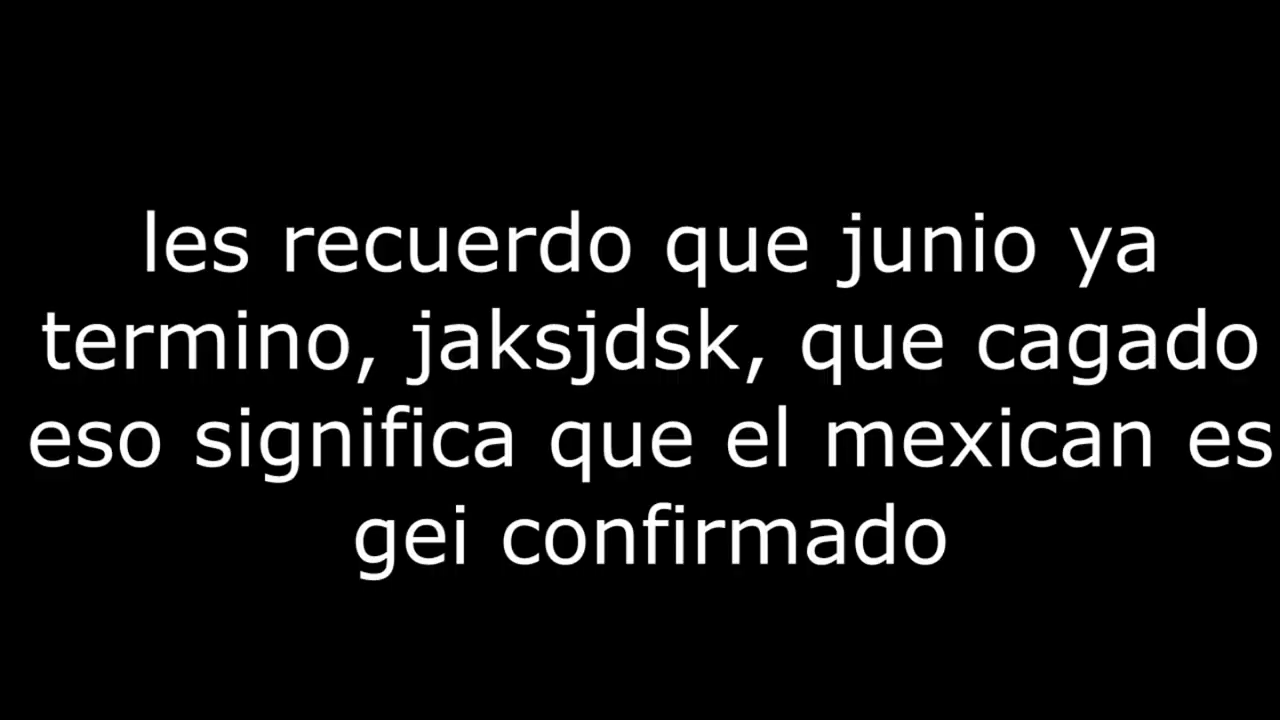 les recuerdo que junio ya
termino, jaksjdsk, que cagado
eso significa que el mexican es
gei confirmado